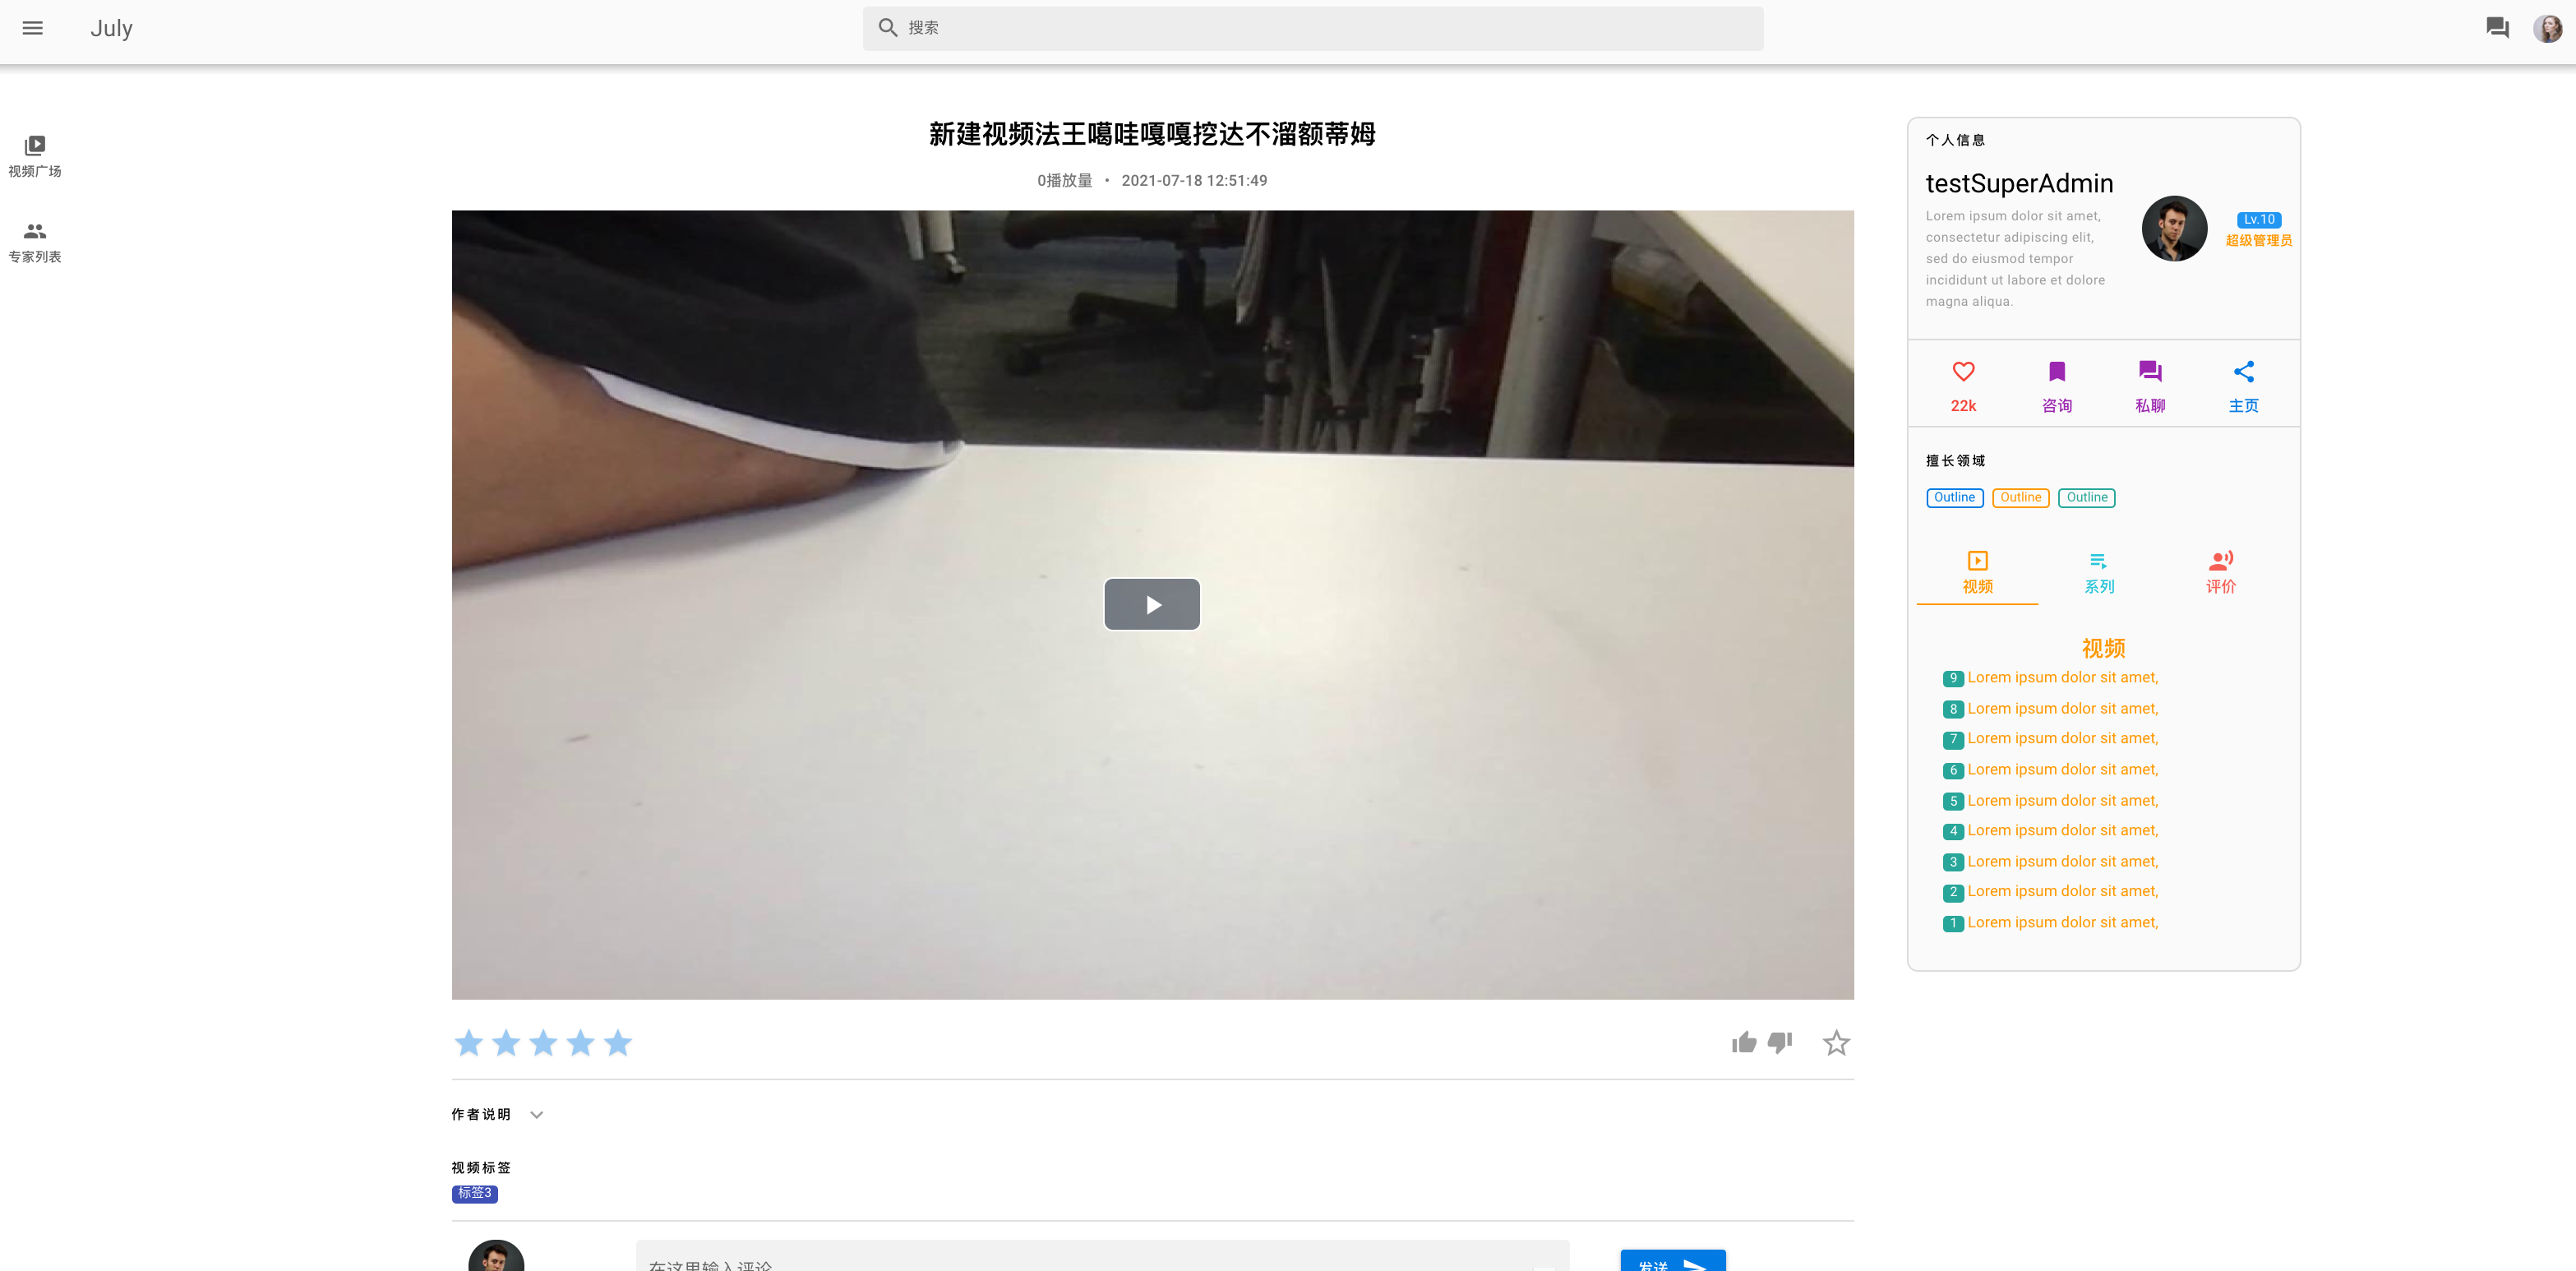 July
搜索
视频广场
专家列表
新建视频法王噶哇嘎嘎挖达不溜额蒂姆
0播放量 • 2021-07-18 12:51:49
作者说明
视频标签
标签3
在这里输入评论
发送
个人信息
testSuperAdmin
Lorem ipsum dolor sit amet,
consectetur adipiscing elit,
sed do eiusmod tempor
incididunt ut labore et dolore
magna aliqua.
Lv.10
超级管理员
22k 咨询 私聊 主页
擅长领域
Outline Outline Outline
视频 系列 评价
视频
9 Lorem ipsum dolor sit amet,
8 Lorem ipsum dolor sit amet,
7 Lorem ipsum dolor sit amet,
6 Lorem ipsum dolor sit amet,
5 Lorem ipsum dolor sit amet,
4 Lorem ipsum dolor sit amet,
3 Lorem ipsum dolor sit amet,
2 Lorem ipsum dolor sit amet,
1 Lorem ipsum dolor sit amet,